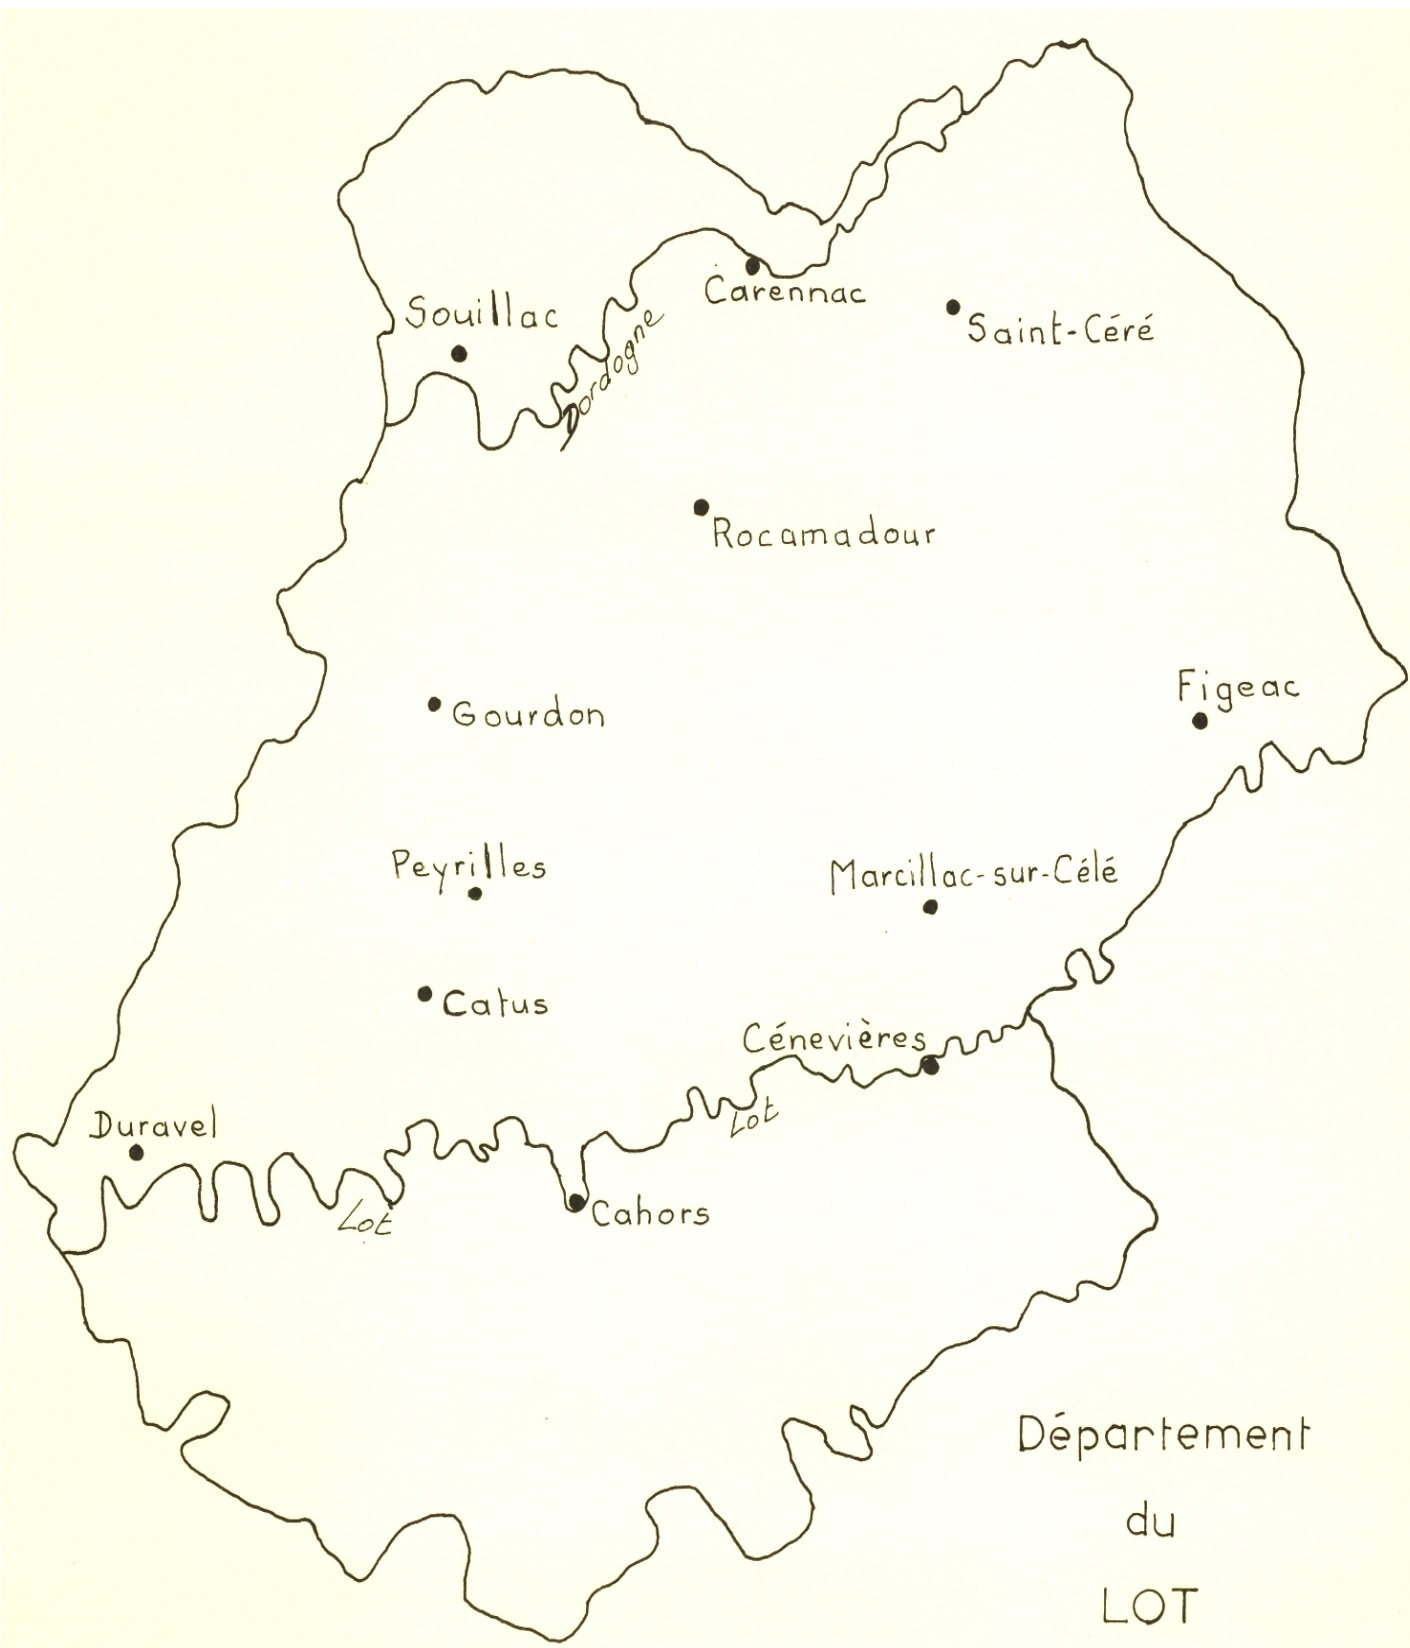 Souillac
Carennac
Saint-Céré
Dordogne
Rocamadour
Figeac
Gourdon
Peyrilles
Marcillac-sur-Célé
Catus
Cénevières
Duravel
Lot
Lot
Cahors
Département
du
LOT